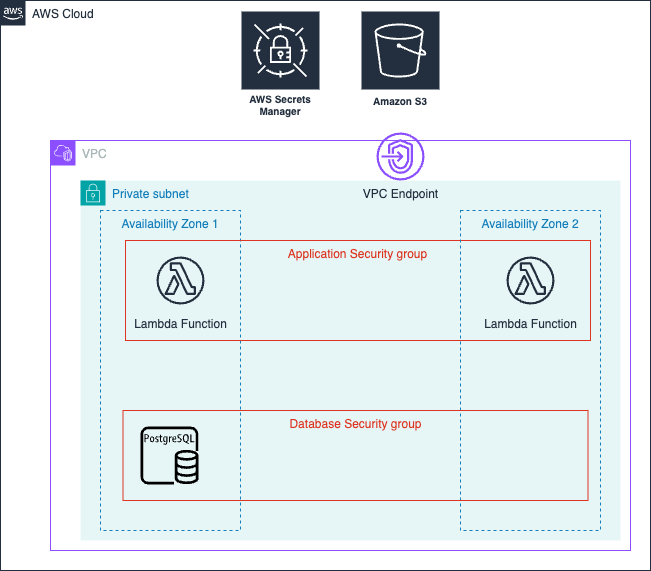 aws
AWS Cloud
AWS Secrets
Manager
Amazon S3
VPC
VPC Endpoint
Private subnet
Availability Zone 1
Availability Zone 2
Application Security group
Lambda Function
Lambda Function
Database Security group
PostgreSQL